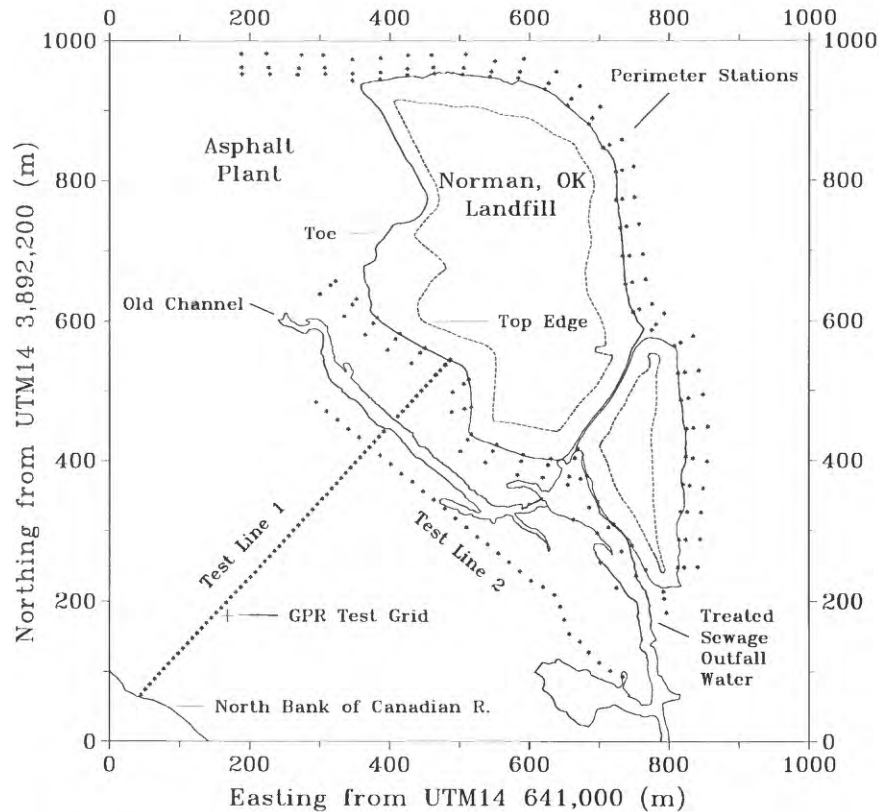 0 200 400 600 800 1000
1000 1000
Perimeter Stations
Asphalt
Plant
Norman, OK
Landfill
800 800
Toe
Old Channel
Top Edge
600 600
400 400
Test Line 1
Test Line 2
200 200
GPR Test Grid
Treated
Sewage
Outfall
Water
North Bank of Canadian R.
0 0
0 200 400 600 800 1000
Easting from UTM14 641,000 (m)
Northing from UTM14 3,892,200 (m)